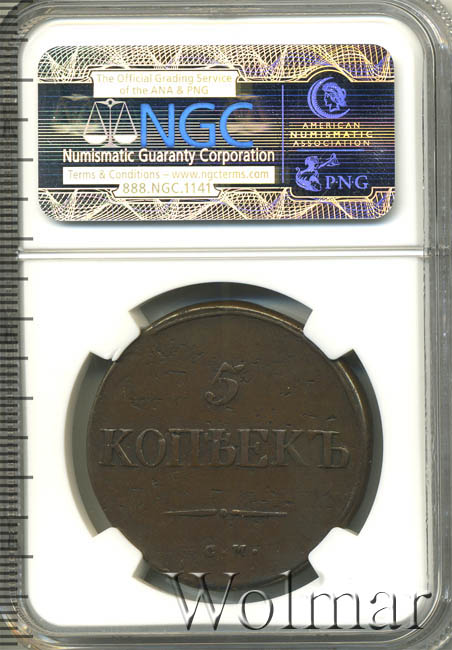 The Official Grading Service
of the ANA & PNG
NGC
Numismatic Guaranty Corporation
Terms & Conditions – www.ngcterms.com
888.NGC.1141
AMERICAN
NUMISMATIC
ASSOCIATION
P·N·G
5
КОПѢЕКЪ
С. М.
Wolmar